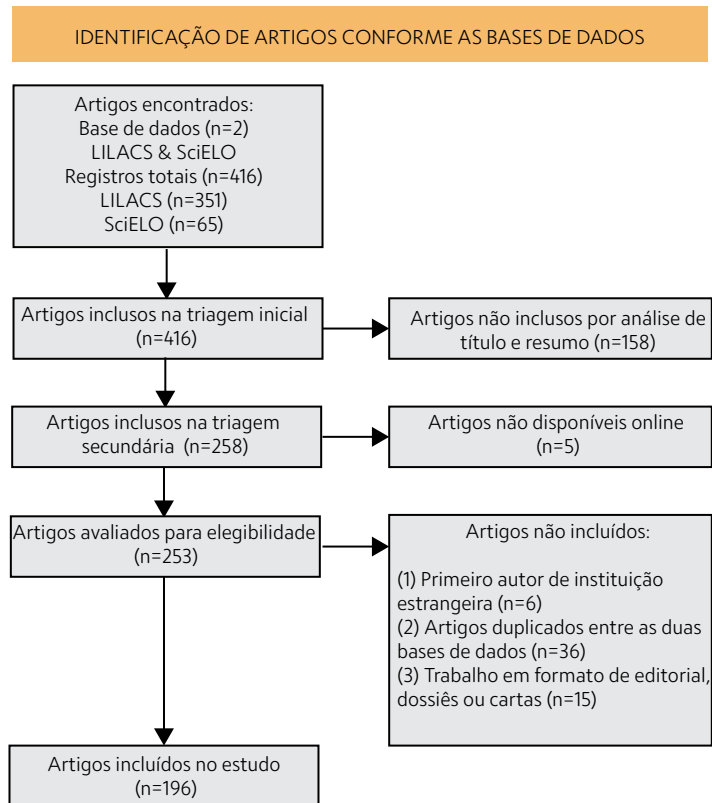 IDENTIFICAÇÃO DE ARTIGOS CONFORME AS BASES DE DADOS
Artigos encontrados:
Base de dados (n=2)
LILACS & SciELO
Registros totais (n=416)
LILACS (n=351)
SciELO (n=65)
Artigos inclusos na triagem inicial
(n=416)
Artigos não inclusos por análise de
título e resumo (n=158)
Artigos inclusos na triagem
secundária (n=258)
Artigos não disponíveis online
(n=5)
Artigos avaliados para elegibilidade
(n=253)
Artigos não incluídos:
(1) Primeiro autor de instituição
estrangeira (n=6)
(2) Artigos duplicados entre as duas
bases de dados (n=36)
(3) Trabalho em formato de editorial,
dossiês ou cartas (n=15)
Artigos incluídos no estudo
(n=196)